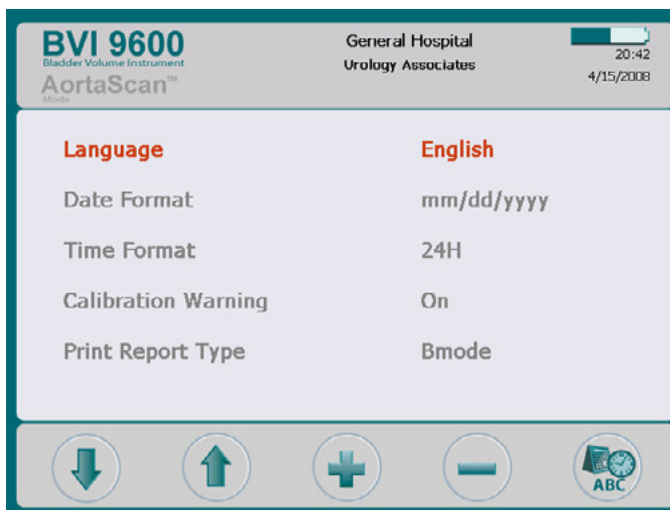 BVI 9600
Bladder Volume Instrument
AortaScan™
Mode
General Hospital
Urology Associates
20:42
4/15/2008
Language English
Date Format mm/dd/yyyy
Time Format 24H
Calibration Warning On
Print Report Type Bmode
ABC